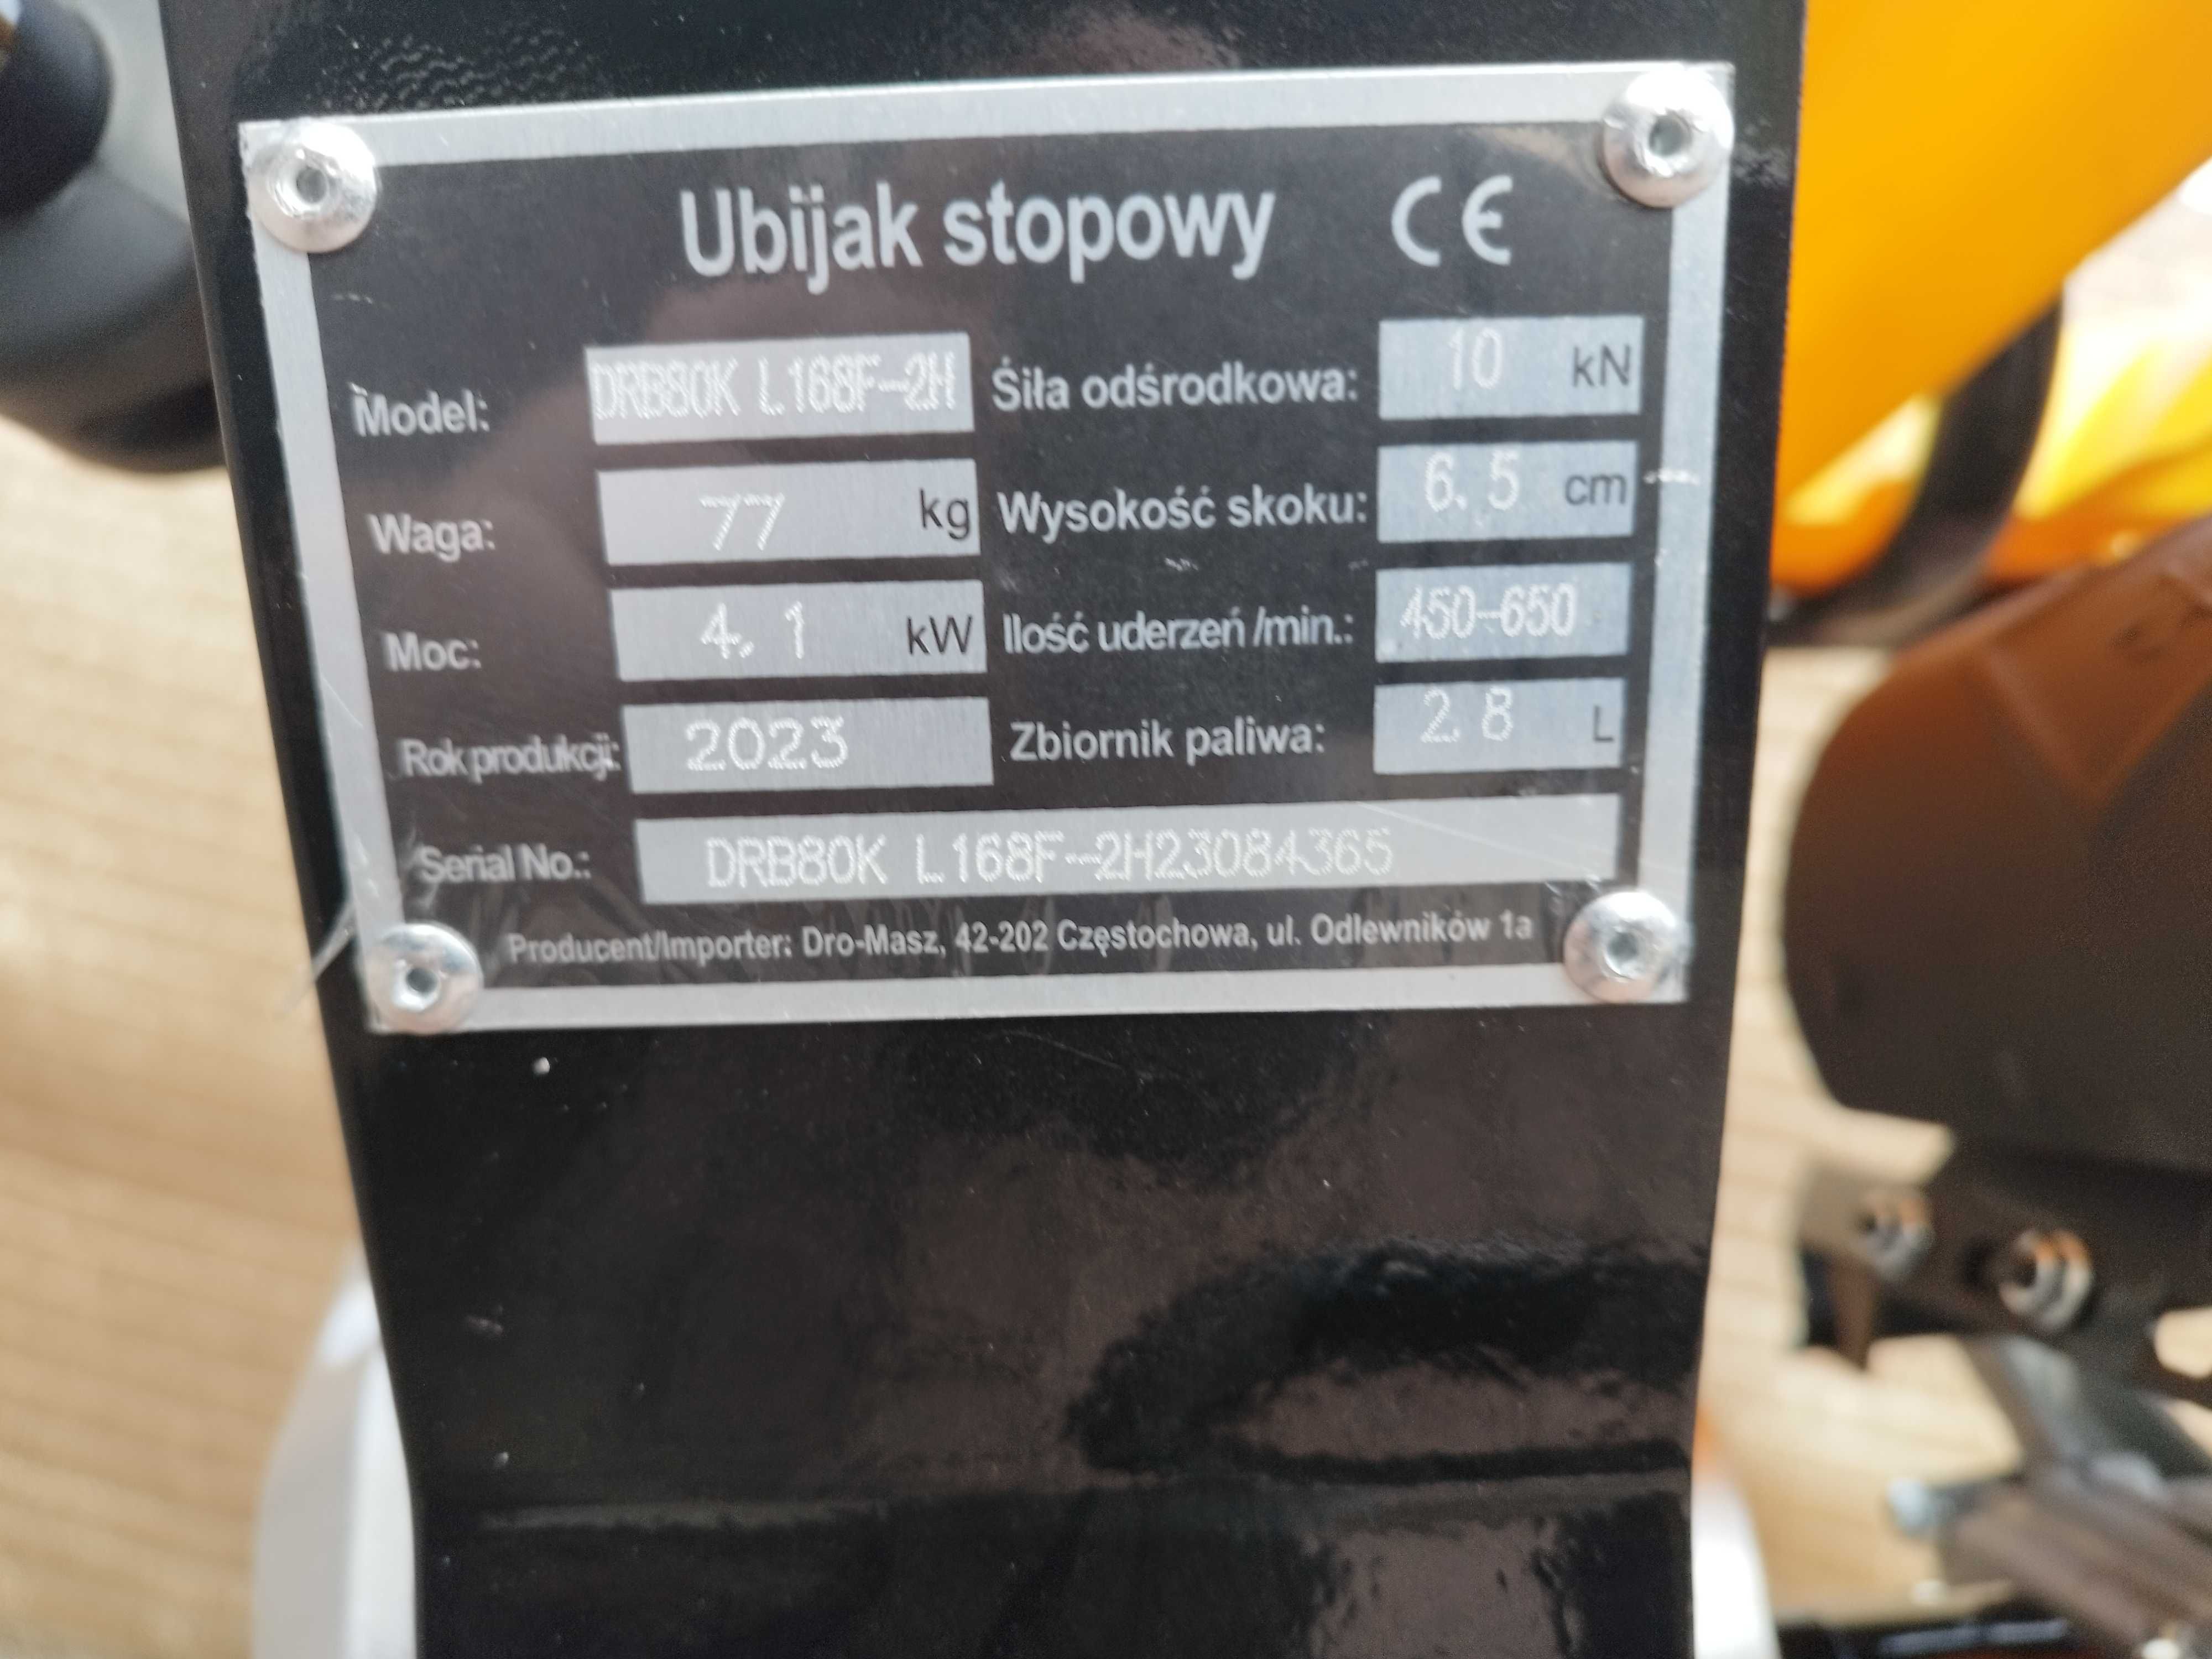 Ubijak stopowy CE
Model: DRB80K L168F-2H Śiła odśrodkowa: 10 kN
Waga: 77 kg Wysokość skoku: 6.5 cm
Moc: 4.1 kW Ilość uderzeń /min.: 450-650
Rok produkcji: 2023 Zbiornik paliwa: 2.8 L
Serial No.: DRB80K L168F-2H23084365
Producent/Importer: Dro-Masz, 42-202 Częstochowa, ul. Odlewników 1a